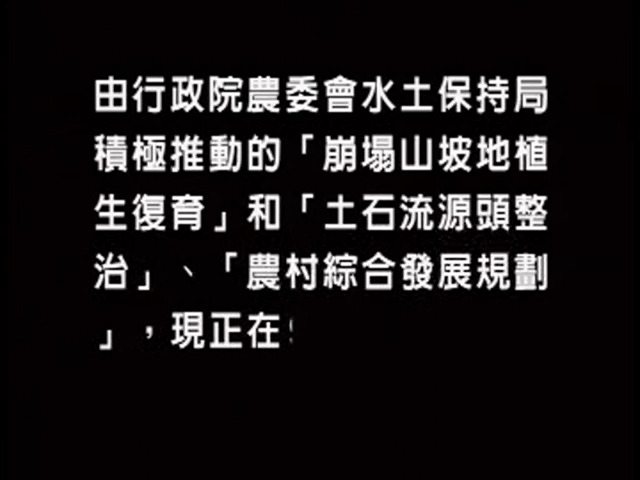 由行政院農委會水土保持局
積極推動的「崩塌山坡地植
生復育」和「土石流源頭整
治」、「農村綜合發展規劃
」，現正在